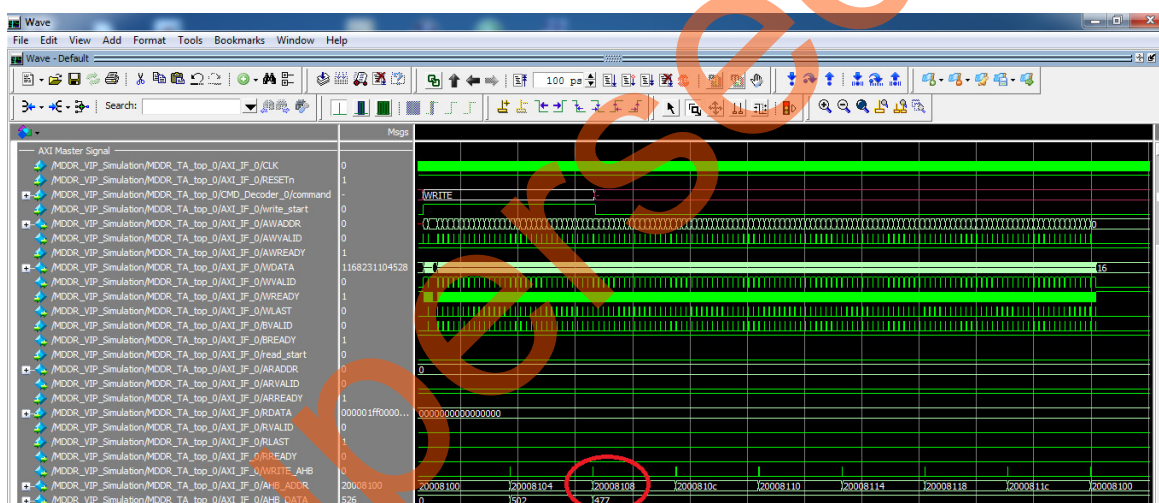 Wave
File Edit View Add Format Tools Bookmarks Window Help
Wave - Default
100 ps
Search:
Msgs
AXI Master Signal
/MDDR_VIP_Simulation/MDDR_TA_top_0/AXI_IF_0/CLK 0
/MDDR_VIP_Simulation/MDDR_TA_top_0/AXI_IF_0/RESETn 1
/MDDR_VIP_Simulation/MDDR_TA_top_0/CMD_Decoder_0/command - WRITE
/MDDR_VIP_Simulation/MDDR_TA_top_0/AXI_IF_0/write_start 0
/MDDR_VIP_Simulation/MDDR_TA_top_0/AXI_IF_0/AWADDR 0 0
/MDDR_VIP_Simulation/MDDR_TA_top_0/AXI_IF_0/AWVALID 0
/MDDR_VIP_Simulation/MDDR_TA_top_0/AXI_IF_0/AWREADY 1
/MDDR_VIP_Simulation/MDDR_TA_top_0/AXI_IF_0/WDATA 1168231104528 16
/MDDR_VIP_Simulation/MDDR_TA_top_0/AXI_IF_0/WVALID 0
/MDDR_VIP_Simulation/MDDR_TA_top_0/AXI_IF_0/WREADY 1
/MDDR_VIP_Simulation/MDDR_TA_top_0/AXI_IF_0/WLAST 0
/MDDR_VIP_Simulation/MDDR_TA_top_0/AXI_IF_0/BVALID 0
/MDDR_VIP_Simulation/MDDR_TA_top_0/AXI_IF_0/BREADY 1
/MDDR_VIP_Simulation/MDDR_TA_top_0/AXI_IF_0/read_start 0
/MDDR_VIP_Simulation/MDDR_TA_top_0/AXI_IF_0/ARADDR 0 0
/MDDR_VIP_Simulation/MDDR_TA_top_0/AXI_IF_0/ARVALID 0
/MDDR_VIP_Simulation/MDDR_TA_top_0/AXI_IF_0/ARREADY 1
/MDDR_VIP_Simulation/MDDR_TA_top_0/AXI_IF_0/RDATA 000001ff0000... 0000000000000000
/MDDR_VIP_Simulation/MDDR_TA_top_0/AXI_IF_0/RVALID 0
/MDDR_VIP_Simulation/MDDR_TA_top_0/AXI_IF_0/RLAST 1
/MDDR_VIP_Simulation/MDDR_TA_top_0/AXI_IF_0/RREADY 0
/MDDR_VIP_Simulation/MDDR_TA_top_0/AXI_IF_0/WRITE_AHB 0
/MDDR_VIP_Simulation/MDDR_TA_top_0/AXI_IF_0/AHB_ADDR 20008100 20008100 20008104 20008108 2000810c 20008110 20008114 20008118 2000811c 20008100
/MDDR_VIP_Simulation/MDDR_TA_top_0/AXI_IF_0/AHB_DATA 526 0 502 477